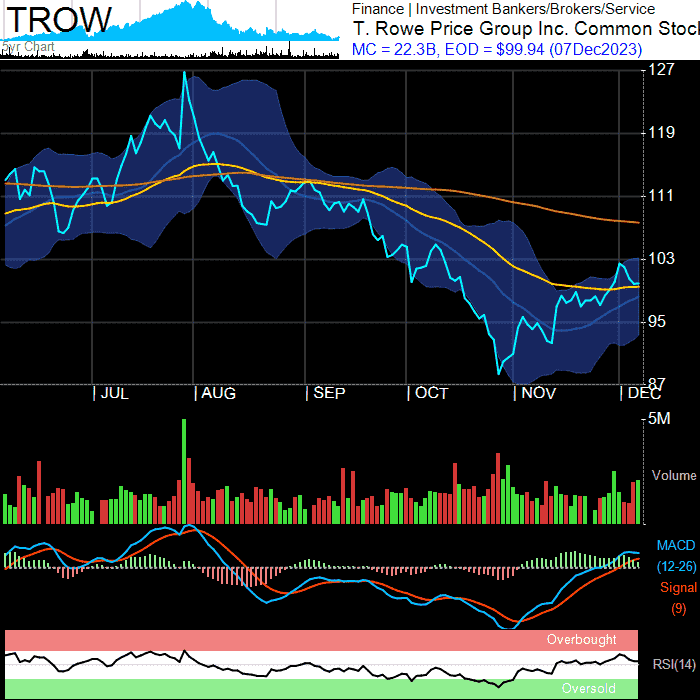 TROW
5yr Chart
Finance | Investment Bankers/Brokers/Service
T. Rowe Price Group Inc. Common Stoc
MC = 22.3B, EOD = $99.94 (07Dec2023)
127
119
111
103
95
87
| JUL | AUG | SEP | OCT | NOV | DEC
5M
Volume
MACD
(12-26)
Signal
(9)
Overbought
RSI(14)
Oversold